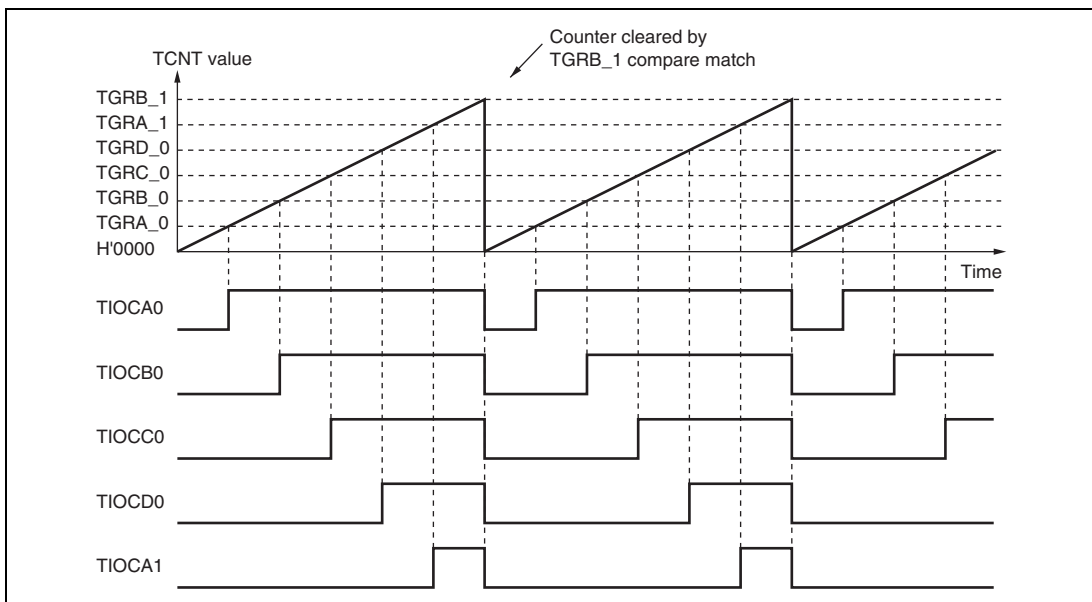 Counter cleared by
TGRB_1 compare match
TCNT value
TGRB_1
TGRA_1
TGRD_0
TGRC_0
TGRB_0
TGRA_0
H'0000
Time
TIOCA0
TIOCB0
TIOCC0
TIOCD0
TIOCA1